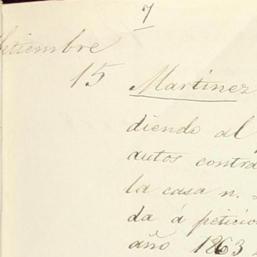 7
Setiembre
15 Martinez
diendo al
autos contra
la casa n.
da á peticio
año 1863